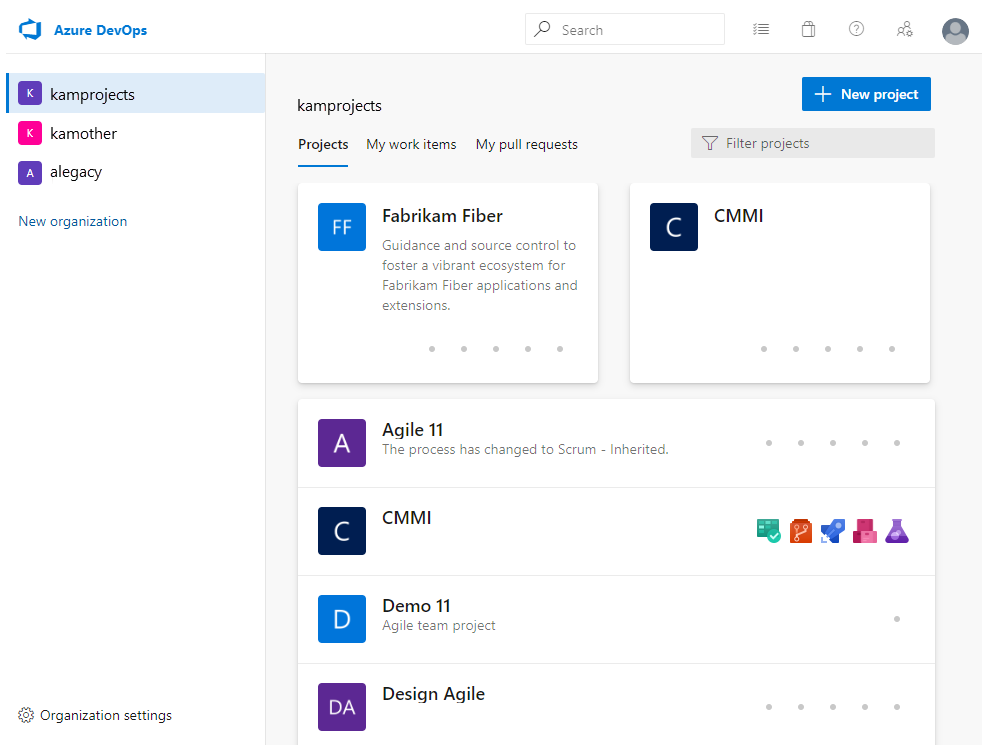 Azure DevOps
Search
K
kamprojects
K
kamother
A
alegacy
New organization
Organization settings
kamprojects
New project
Projects
My work items
My pull requests
Filter projects
FF
Fabrikam Fiber
Guidance and source control to
foster a vibrant ecosystem for
Fabrikam Fiber applications and
extensions.
C
CMMI
A
Agile 11
The process has changed to Scrum - Inherited.
C
CMMI
D
Demo 11
Agile team project
DA
Design Agile